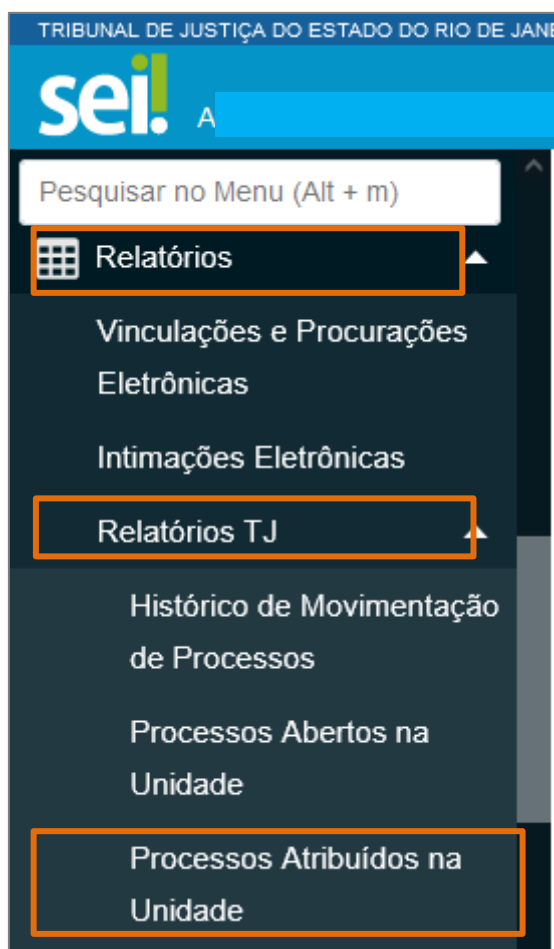 TRIBUNAL DE JUSTIÇA DO ESTADO DO RIO DE
sei!
A
Pesquisar no Menu (Alt + m)
Relatórios
Vinculações e Procurações
Eletrônicas
Intimações Eletrônicas
Relatórios TJ
Histórico de Movimentação
de Processos
Processos Abertos na
Unidade
Processos Atribuídos na
Unidade